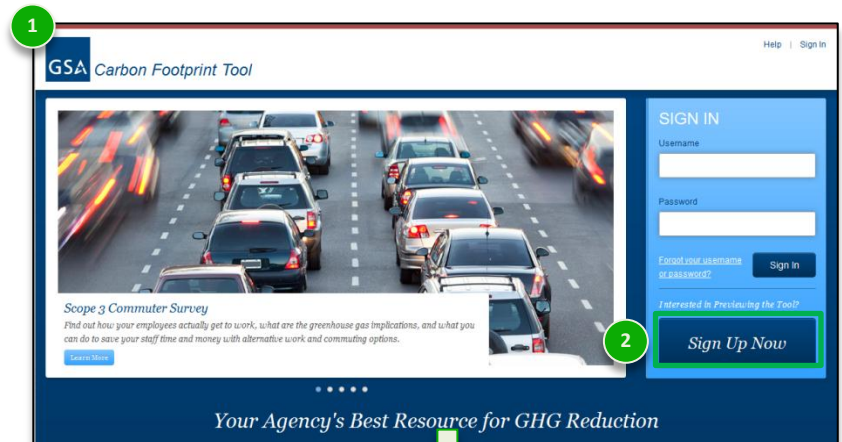 1
Help | Sign In
GSA Carbon Footprint Tool
SIGN IN
Username
Password
Forgot your username
or password?
Sign In
Interested in Previewing the Tool?
2
Sign Up Now
Scope 3 Commuter Survey
Find out how your employees actually get to work, what are the greenhouse gas implications, and what you
can do to save your staff time and money with alternative work and commuting options.
Learn More
Your Agency's Best Resource for GHG Reduction